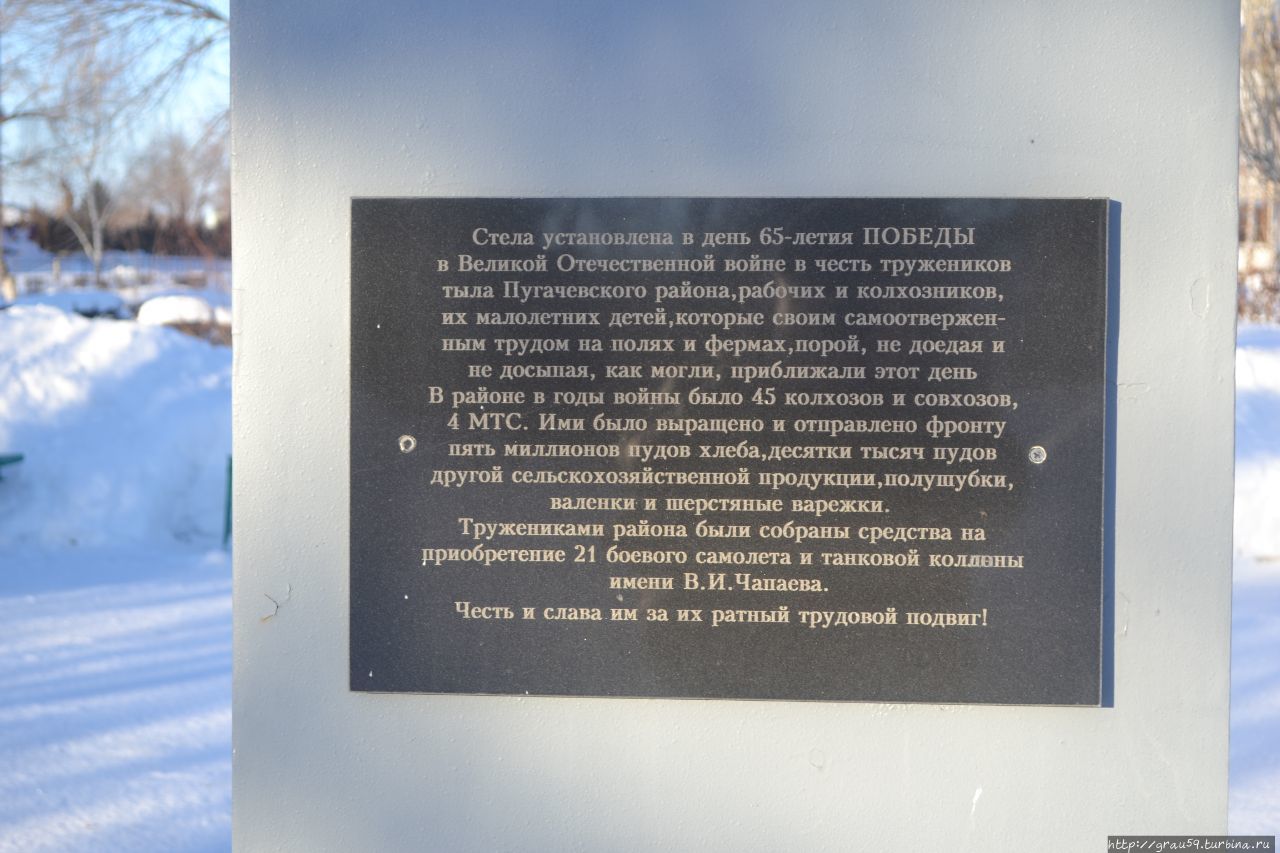 Стела установлена в день 65-летия ПОБЕДЫ
в Великой Отечественной войне в честь тружеников
тыла Пугачевского района,рабочих и колхозников,
их малолетних детей,которые своим самоотвержен-
ным трудом на полях и фермах,порой, не доедая и
не досыпая, как могли, приближали этот день
В районе в годы войны было 45 колхозов и совхозов,
4 МТС. Ими было выращено и отправлено фронту
пять миллионов пудов хлеба,десятки тысяч пудов
другой сельскохозяйственной продукции,полушубки,
валенки и шерстяные варежки.
Тружениками района были собраны средства на
приобретение 21 боевого самолета и танковой
имени В.И.Чапаева.
Честь и слава им за их ратный трудовой подвиг!
http://grau59.turbina.ru